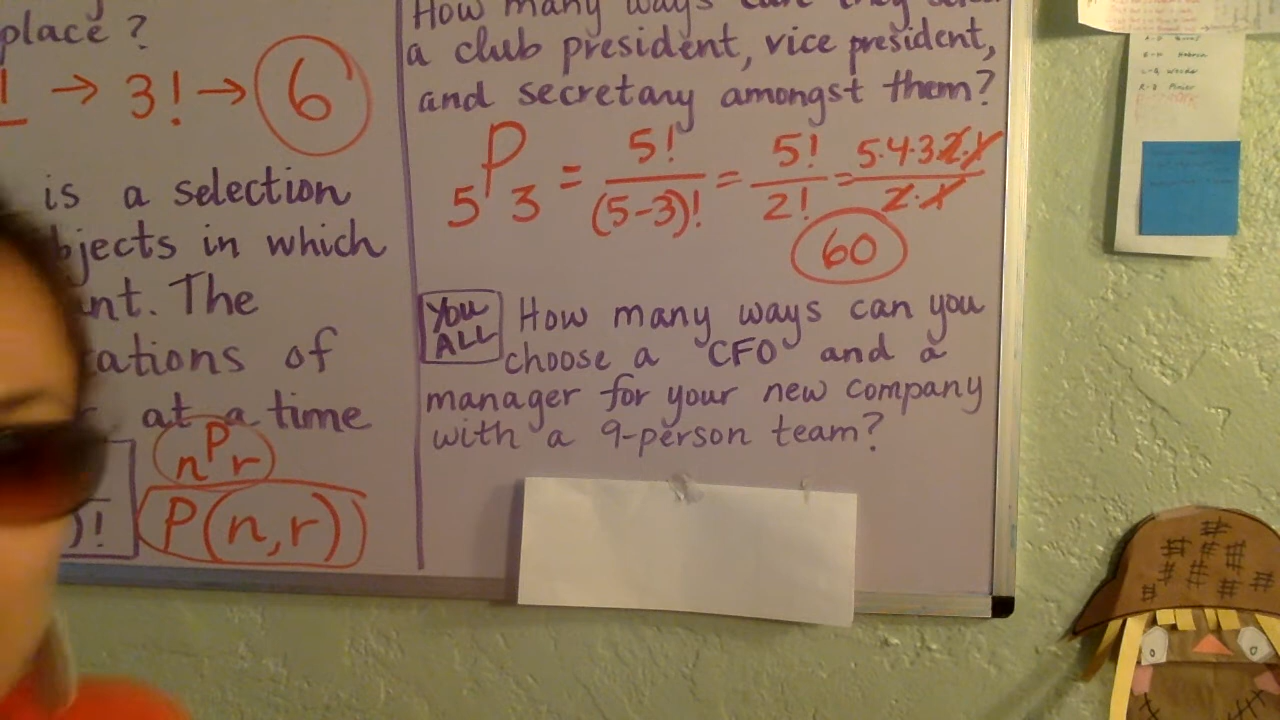 place?
! → 3! → 6
is a selection
bjects in which
nt. The
cations of
at a time
nPr
)! P(n,r)
How many ways can they
a club president, vice president,
and secretary amongst them?
5P3 = 5!/(5-3)! = 5!/2! = 5·4·3·2·1/2·1
60
YOU ALL How many ways can you
choose a CFO and a
manager for your new company
with a 9-person team?